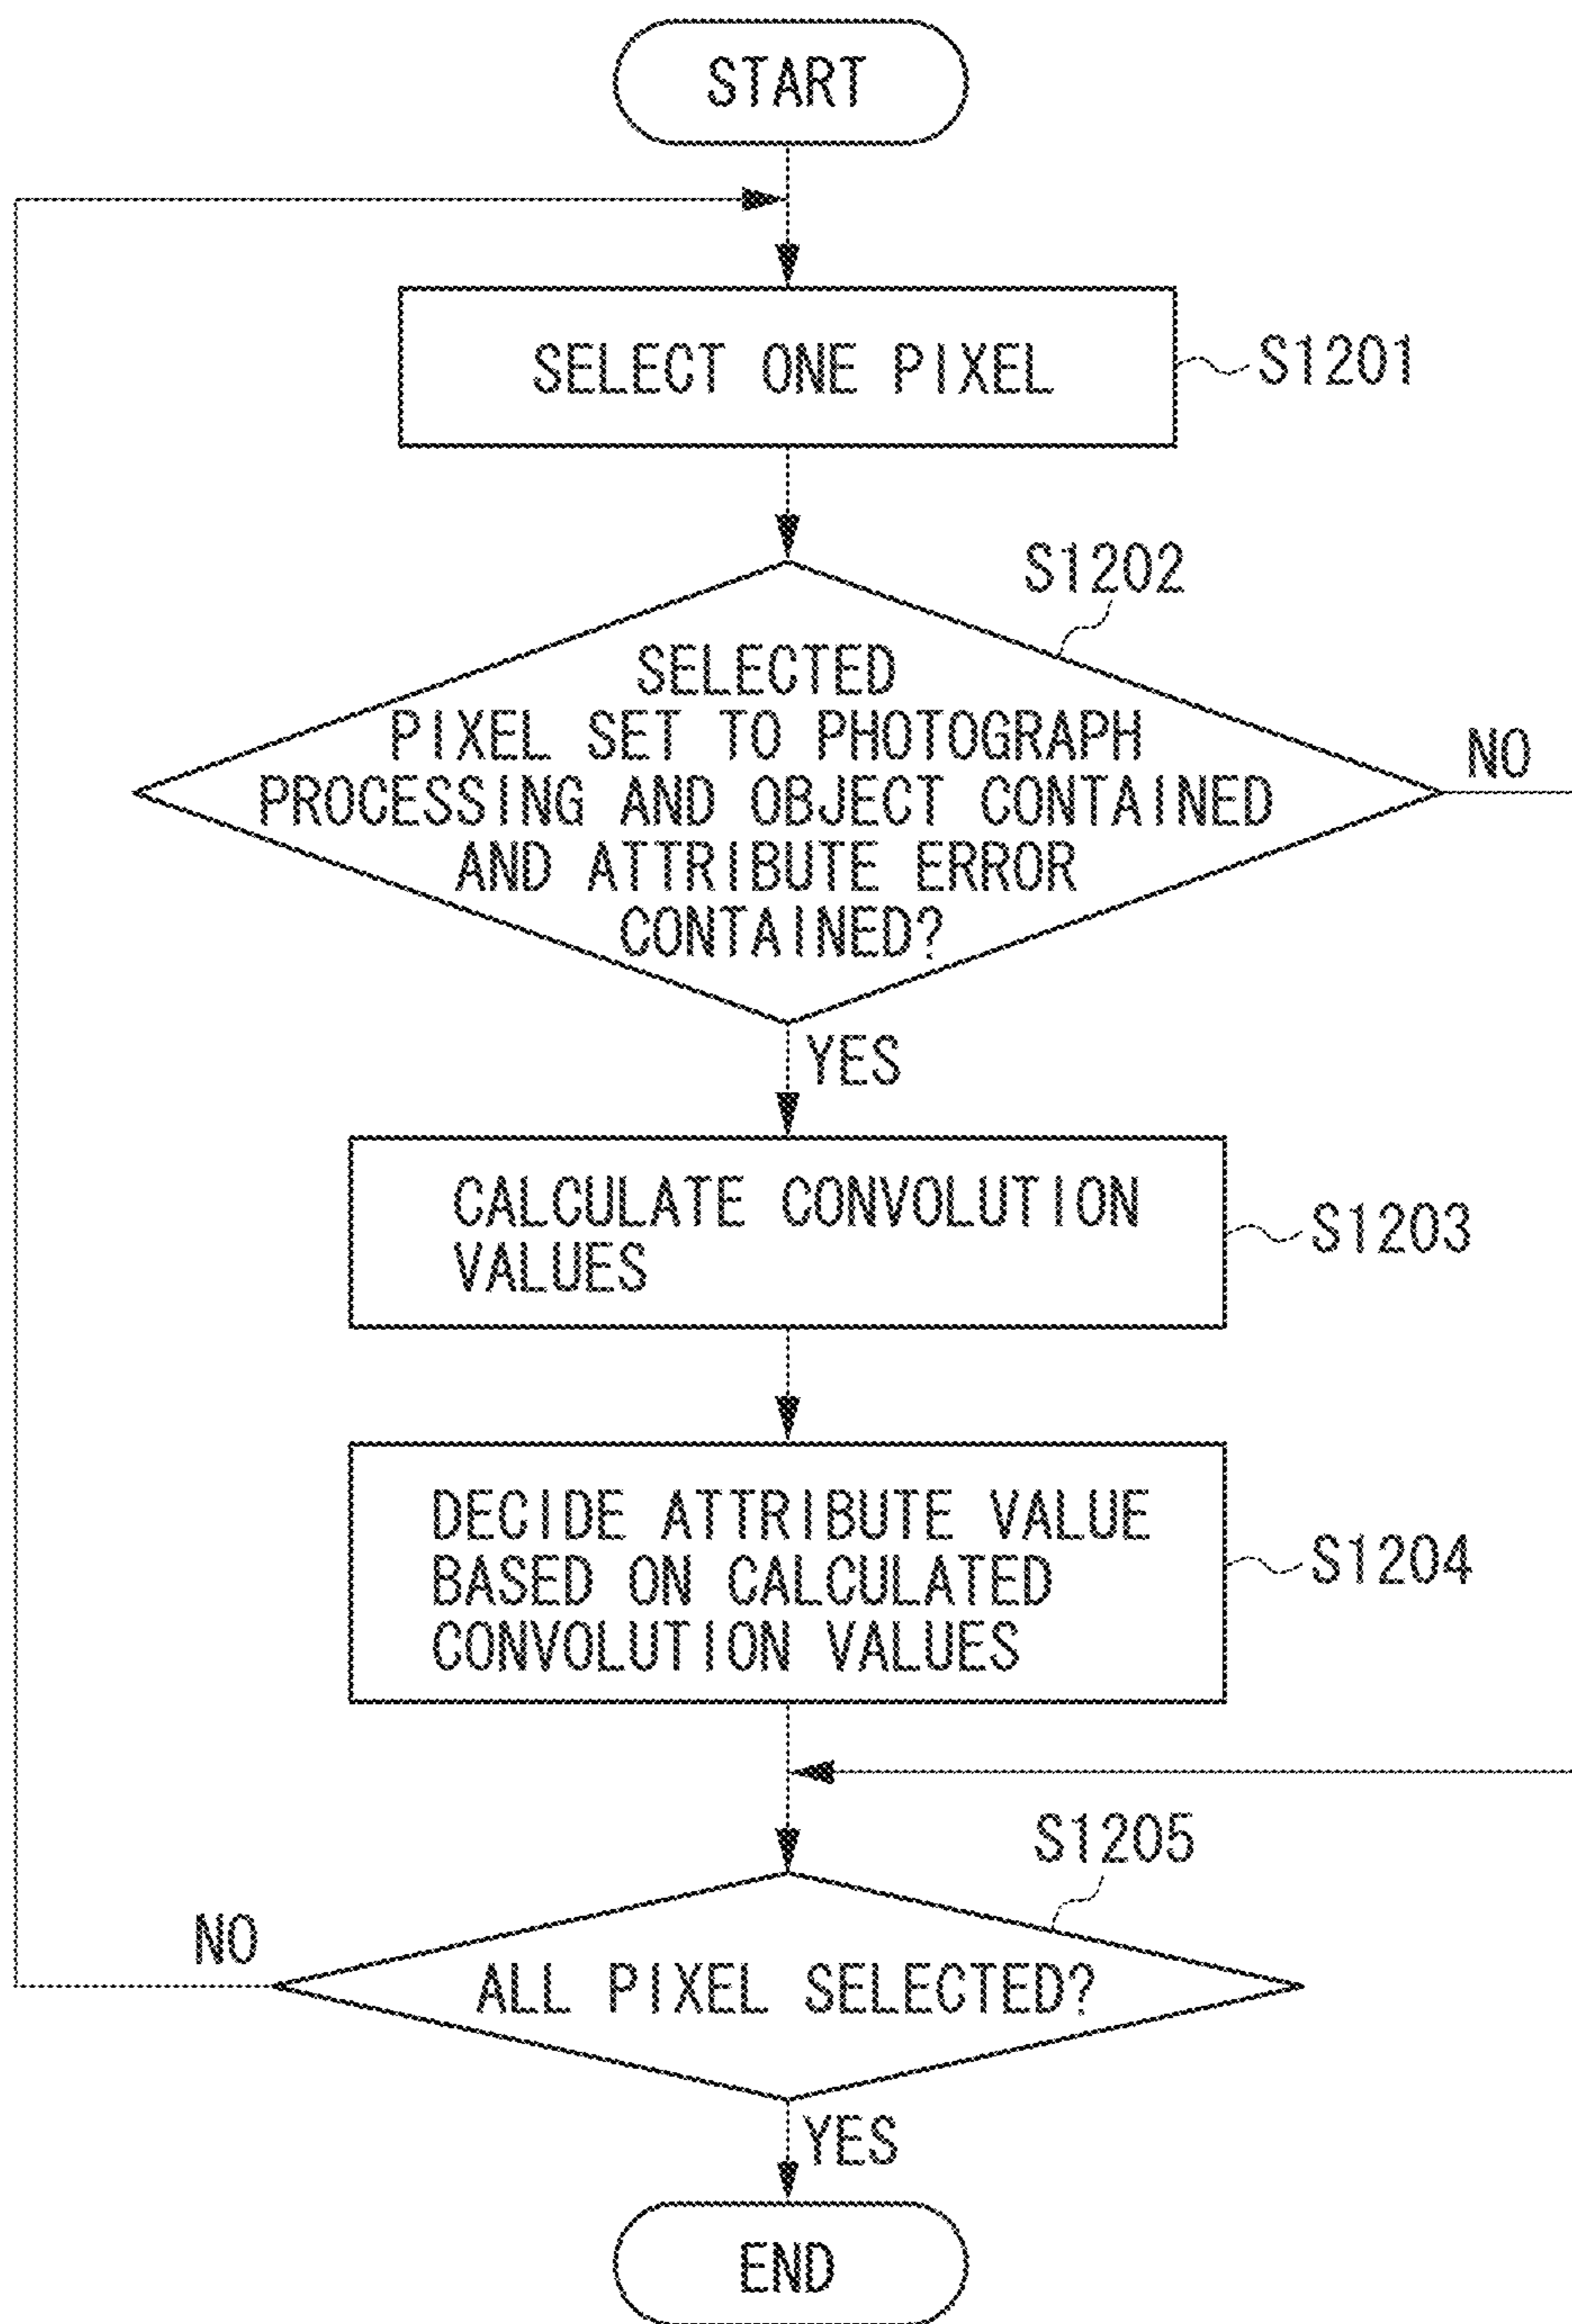 START
SELECT ONE PIXEL
S1201
S1202
SELECTED
PIXEL SET TO PHOTOGRAPH
PROCESSING AND OBJECT CONTAINED
AND ATTRIBUTE ERROR
CONTAINED?
NO
YES
CALCULATE CONVOLUTION
VALUES
S1203
DECIDE ATTRIBUTE VALUE
BASED ON CALCULATED
CONVOLUTION VALUES
S1204
S1205
NO
ALL PIXEL SELECTED?
YES
END